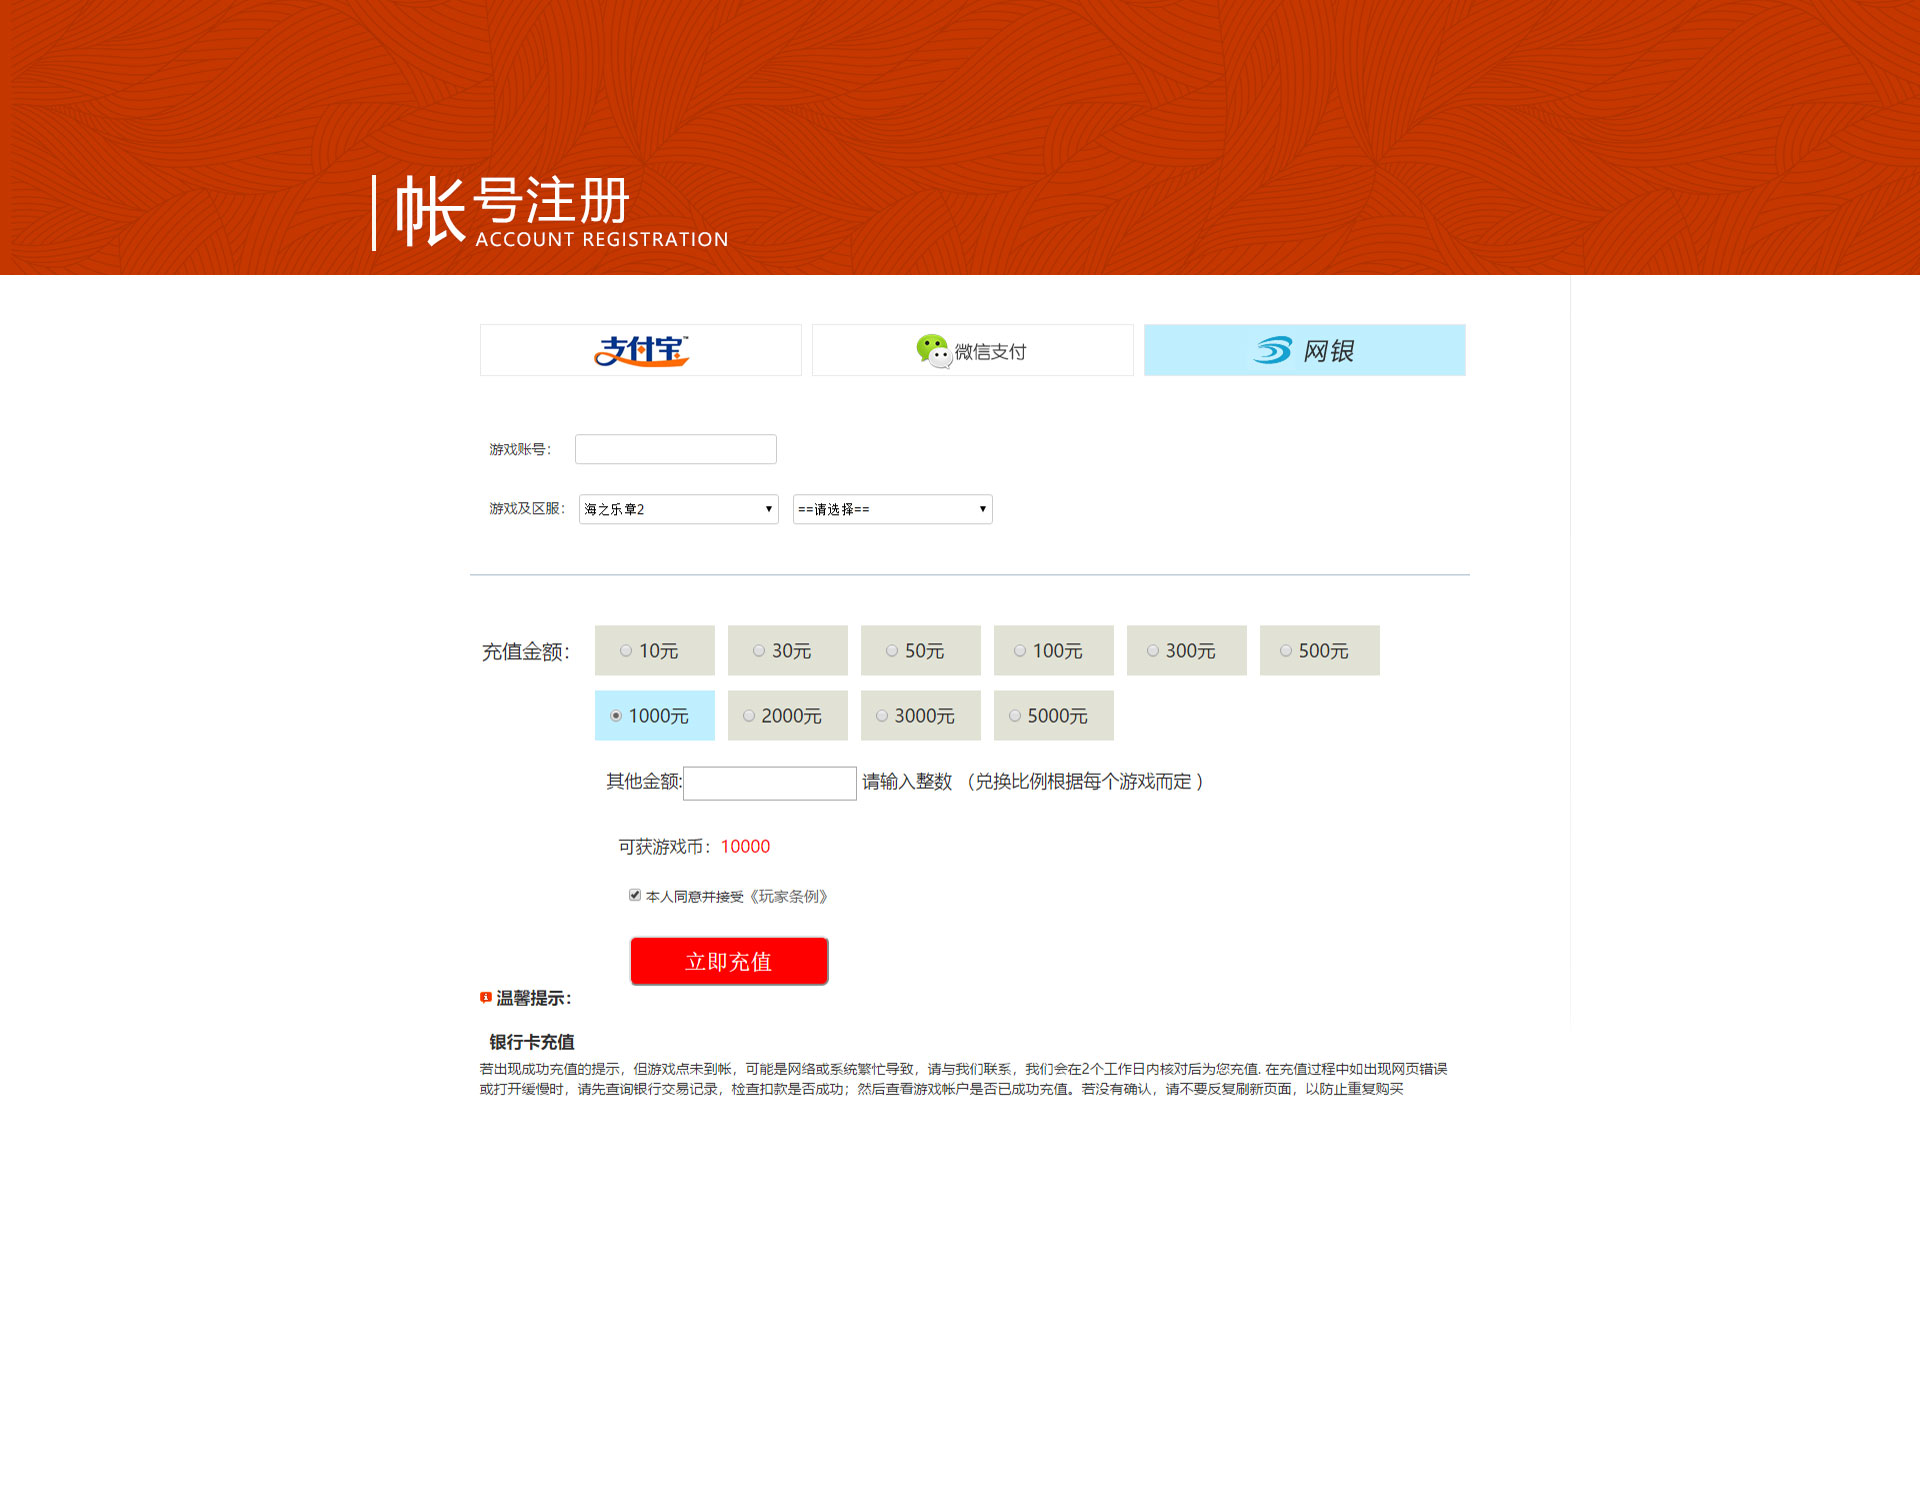 帐号注册
ACCOUNT REGISTRATION
支付宝™ 微信支付 网银
游戏账号：
游戏及区服： 海之乐章2 ==请选择==
充值金额： 10元 30元 50元 100元 300元 500元
1000元 2000元 3000元 5000元
其他金额: 请输入整数 （兑换比例根据每个游戏而定 ）
可获游戏币：10000
本人同意并接受《玩家条例》
立即充值
温馨提示：
银行卡充值
若出现成功充值的提示，但游戏点未到帐，可能是网络或系统繁忙导致，请与我们联系，我们会在2个工作日内核对后为您充值. 在充值过程中如出现网页错误
或打开缓慢时，请先查询银行交易记录，检查扣款是否成功；然后查看游戏帐户是否已成功充值。若没有确认，请不要反复刷新页面，以防止重复购买